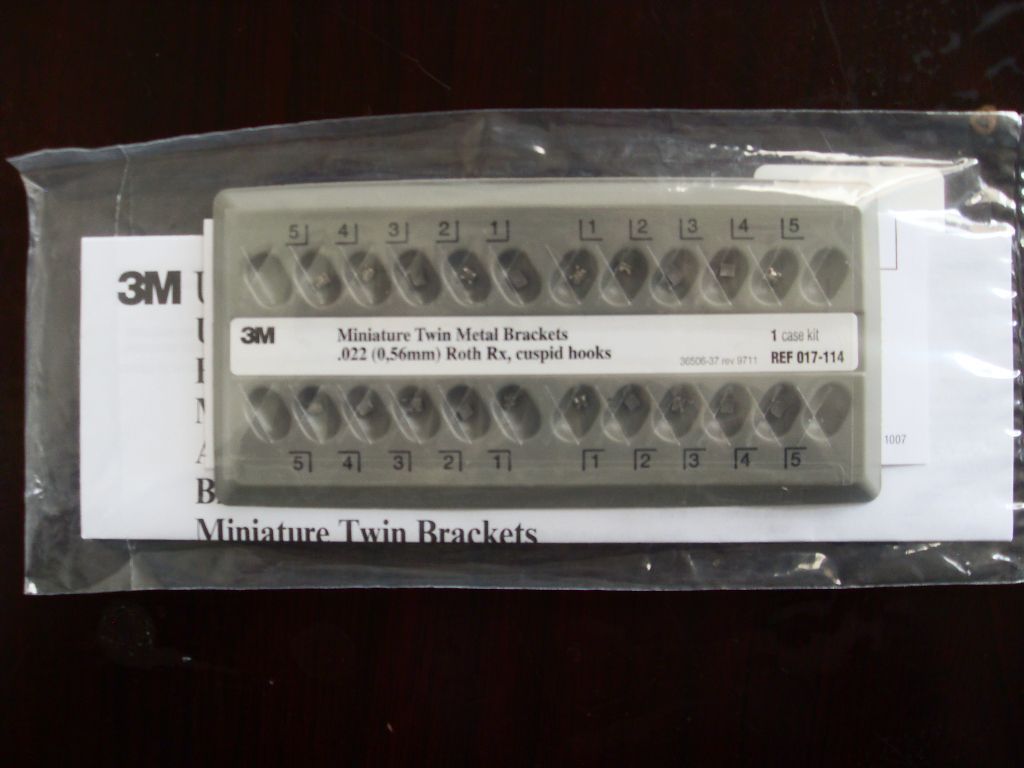 5 4 3 2 1 1 2 3 4 5
3M
3M Miniature Twin Metal Brackets 1 case kit
.022 (0,56mm) Roth Rx, cuspid hooks 36506-37 rev 9711 REF 017-114
1007
5 4 3 2 1 1 2 3 4 5
B
Miniature Twin Brackets